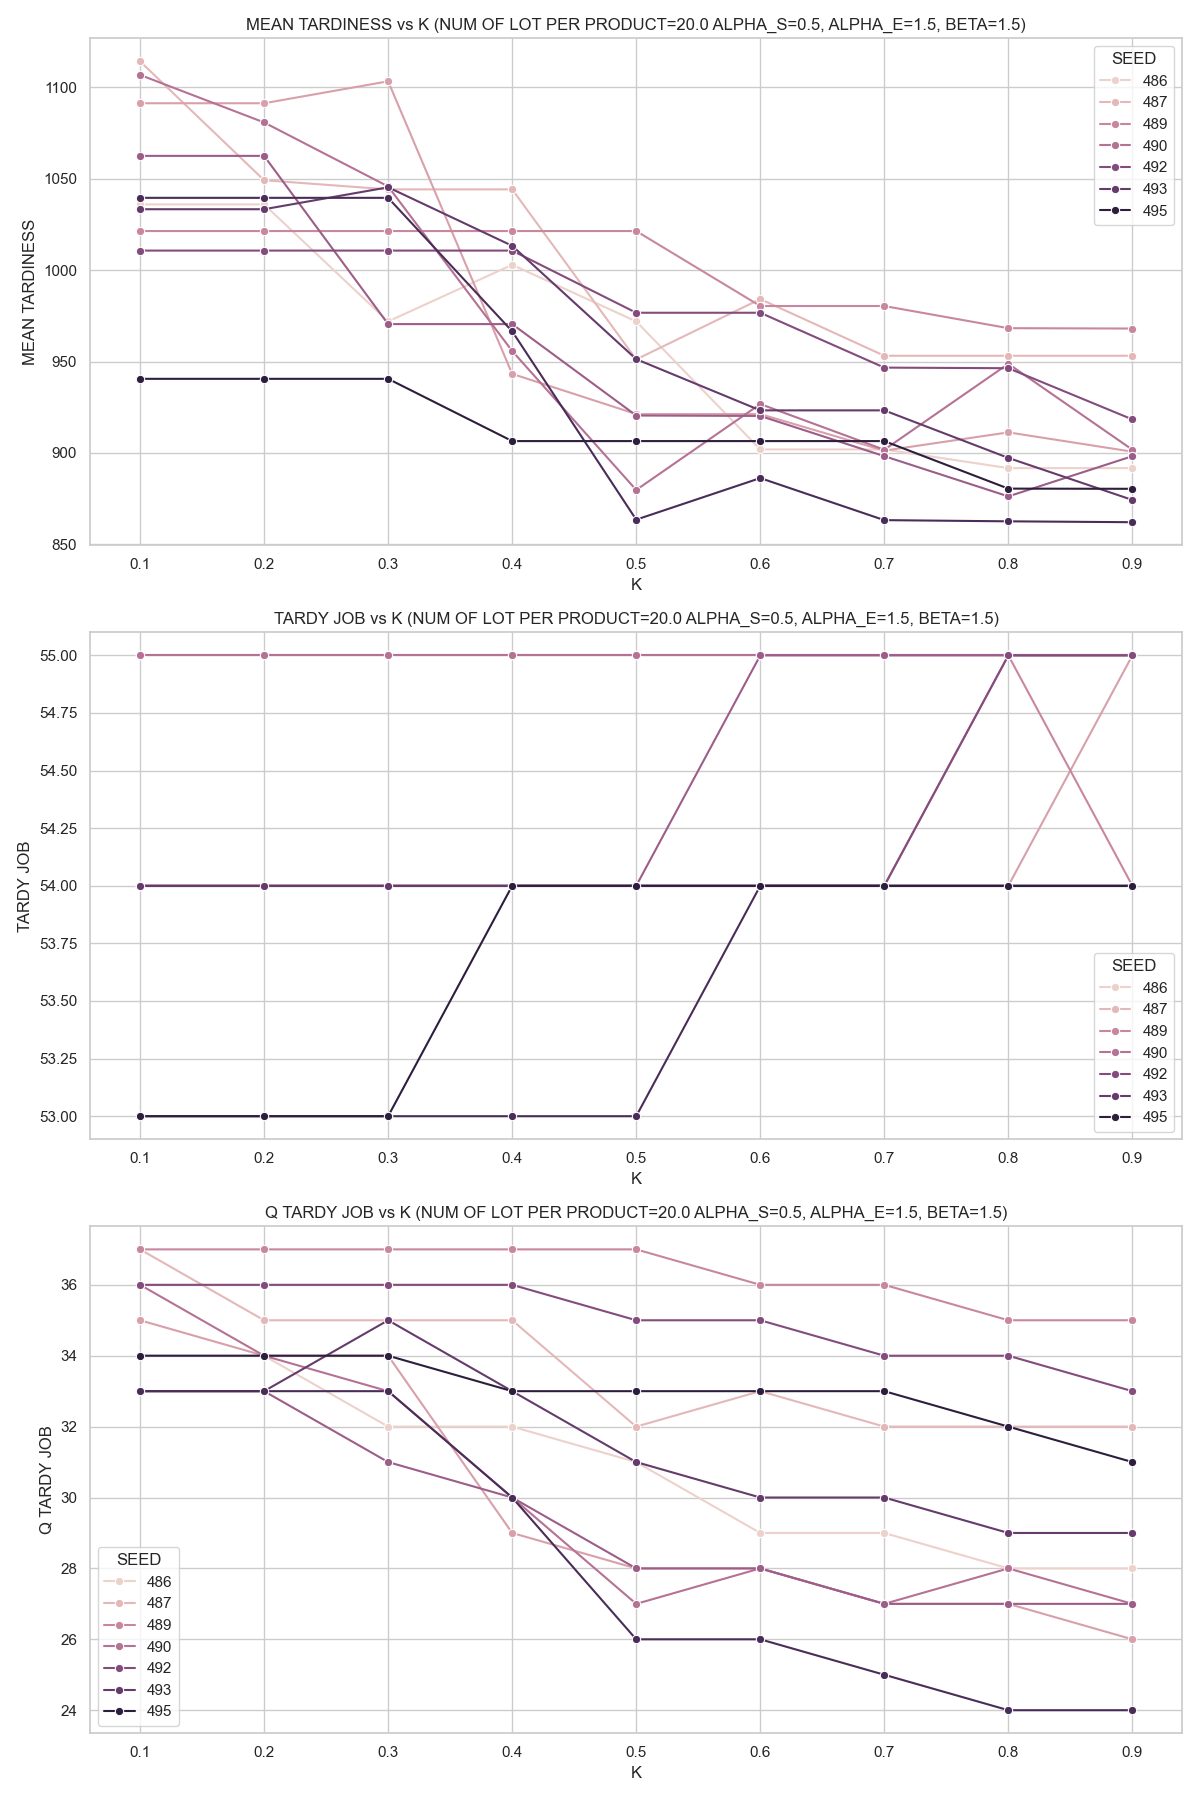 MEAN TARDINESS vs K (NUM OF LOT PER PRODUCT=20.0 ALPHA_S=0.5, ALPHA_E=1.5, BETA=1.5)
MEAN TARDINESS
1100
1050
1000
950
900
850
SEED
486
487
489
490
492
493
495
0.1 0.2 0.3 0.4 0.5 0.6 0.7 0.8 0.9
K
TARDY JOB vs K (NUM OF LOT PER PRODUCT=20.0 ALPHA_S=0.5, ALPHA_E=1.5, BETA=1.5)
TARDY JOB
55.00
54.75
54.50
54.25
54.00
53.75
53.50
53.25
53.00
SEED
486
487
489
490
492
493
495
0.1 0.2 0.3 0.4 0.5 0.6 0.7 0.8 0.9
K
Q TARDY JOB vs K (NUM OF LOT PER PRODUCT=20.0 ALPHA_S=0.5, ALPHA_E=1.5, BETA=1.5)
Q TARDY JOB
36
34
32
30
28
26
24
SEED
486
487
489
490
492
493
495
0.1 0.2 0.3 0.4 0.5 0.6 0.7 0.8 0.9
K